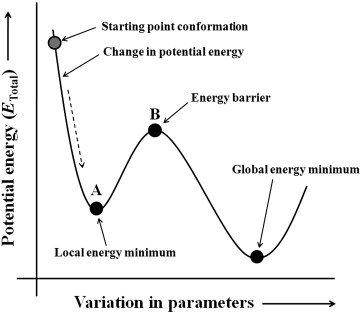 Starting point conformation
Change in potential energy
B
Energy barrier
Global energy minimum
A
Local energy minimum
Potential energy (E_Total)
Variation in parameters